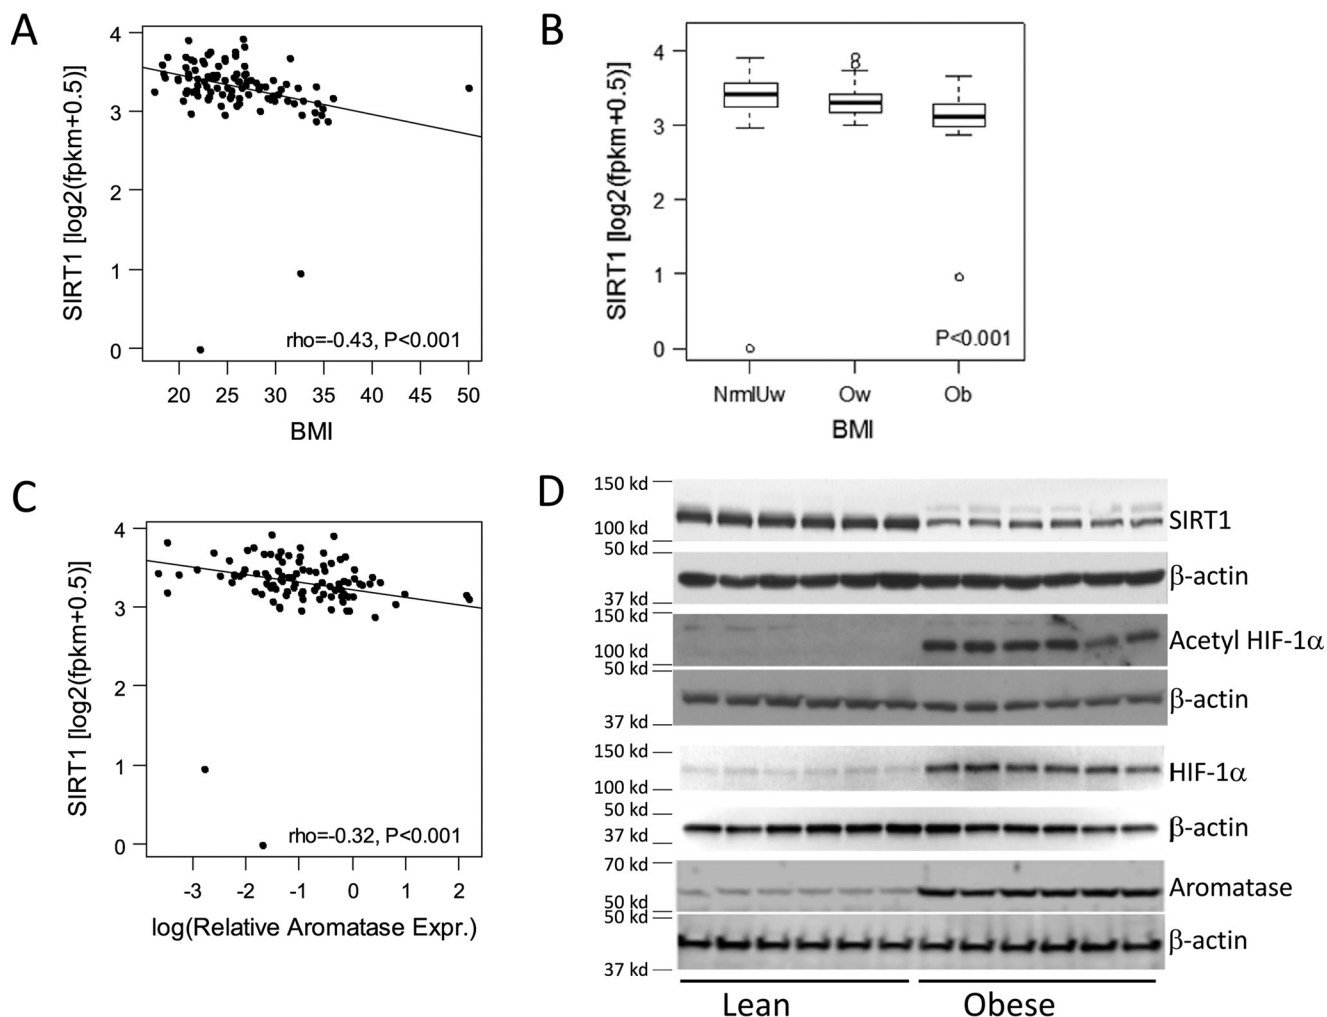 A
SIRT1 [log2(fpkm+0.5)]
4
3
2
1
0
rho=-0.43, P<0.001
20 25 30 35 40 45 50
BMI
B
SIRT1 [log2(fpkm+0.5)]
4
3
2
1
0
P<0.001
NrmlUw Ow Ob
BMI
C
SIRT1 [log2(fpkm+0.5)]
4
3
2
1
0
rho=-0.32, P<0.001
-3 -2 -1 0 1 2
log(Relative Aromatase Expr.)
D
150 kd
100 kd
SIRT1
50 kd
37 kd
β-actin
150 kd
100 kd
Acetyl HIF-1α
50 kd
37 kd
β-actin
150 kd
100 kd
HIF-1α
50 kd
37 kd
β-actin
70 kd
50 kd
Aromatase
50 kd
37 kd
β-actin
Lean Obese